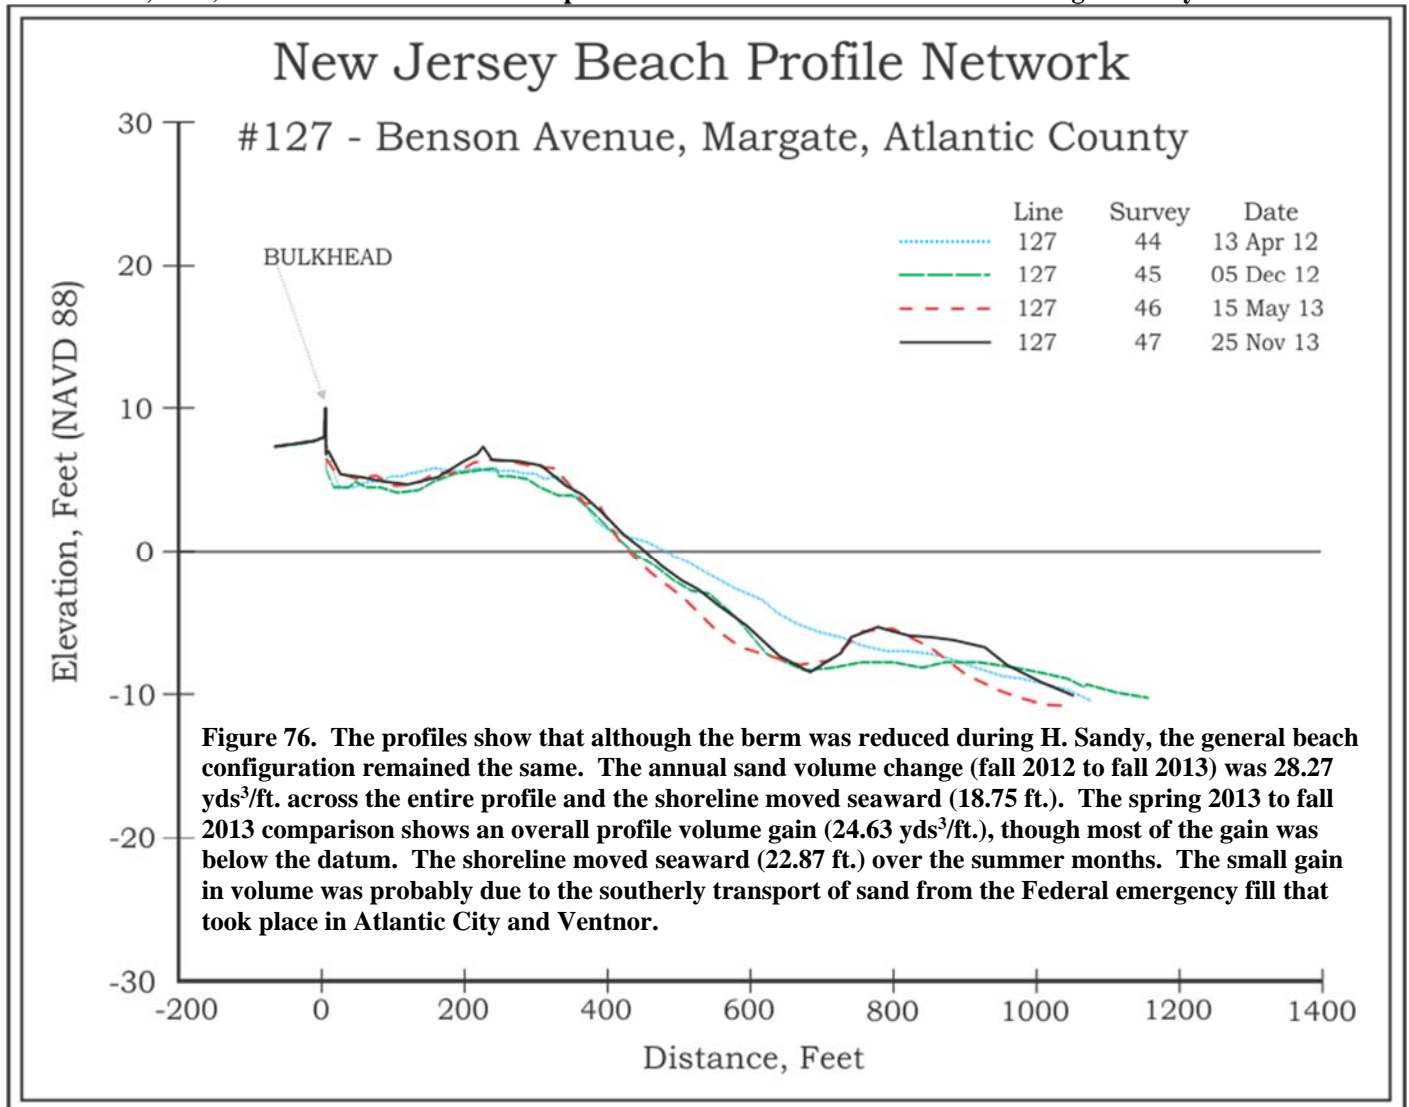 New Jersey Beach Profile Network
#127 - Benson Avenue, Margate, Atlantic County
Line Survey Date
127 44 13 Apr 12
127 45 05 Dec 12
127 46 15 May 13
127 47 25 Nov 13
BULKHEAD
Elevation, Feet (NAVD 88)
30
20
10
0
-10
-20
-30
Figure 76. The profiles show that although the berm was reduced during H. Sandy, the general beach
configuration remained the same. The annual sand volume change (fall 2012 to fall 2013) was 28.27
yds³/ft. across the entire profile and the shoreline moved seaward (18.75 ft.). The spring 2013 to fall
2013 comparison shows an overall profile volume gain (24.63 yds³/ft.), though most of the gain was
below the datum. The shoreline moved seaward (22.87 ft.) over the summer months. The small gain
in volume was probably due to the southerly transport of sand from the Federal emergency fill that
took place in Atlantic City and Ventnor.
-200 0 200 400 600 800 1000 1200 1400
Distance, Feet